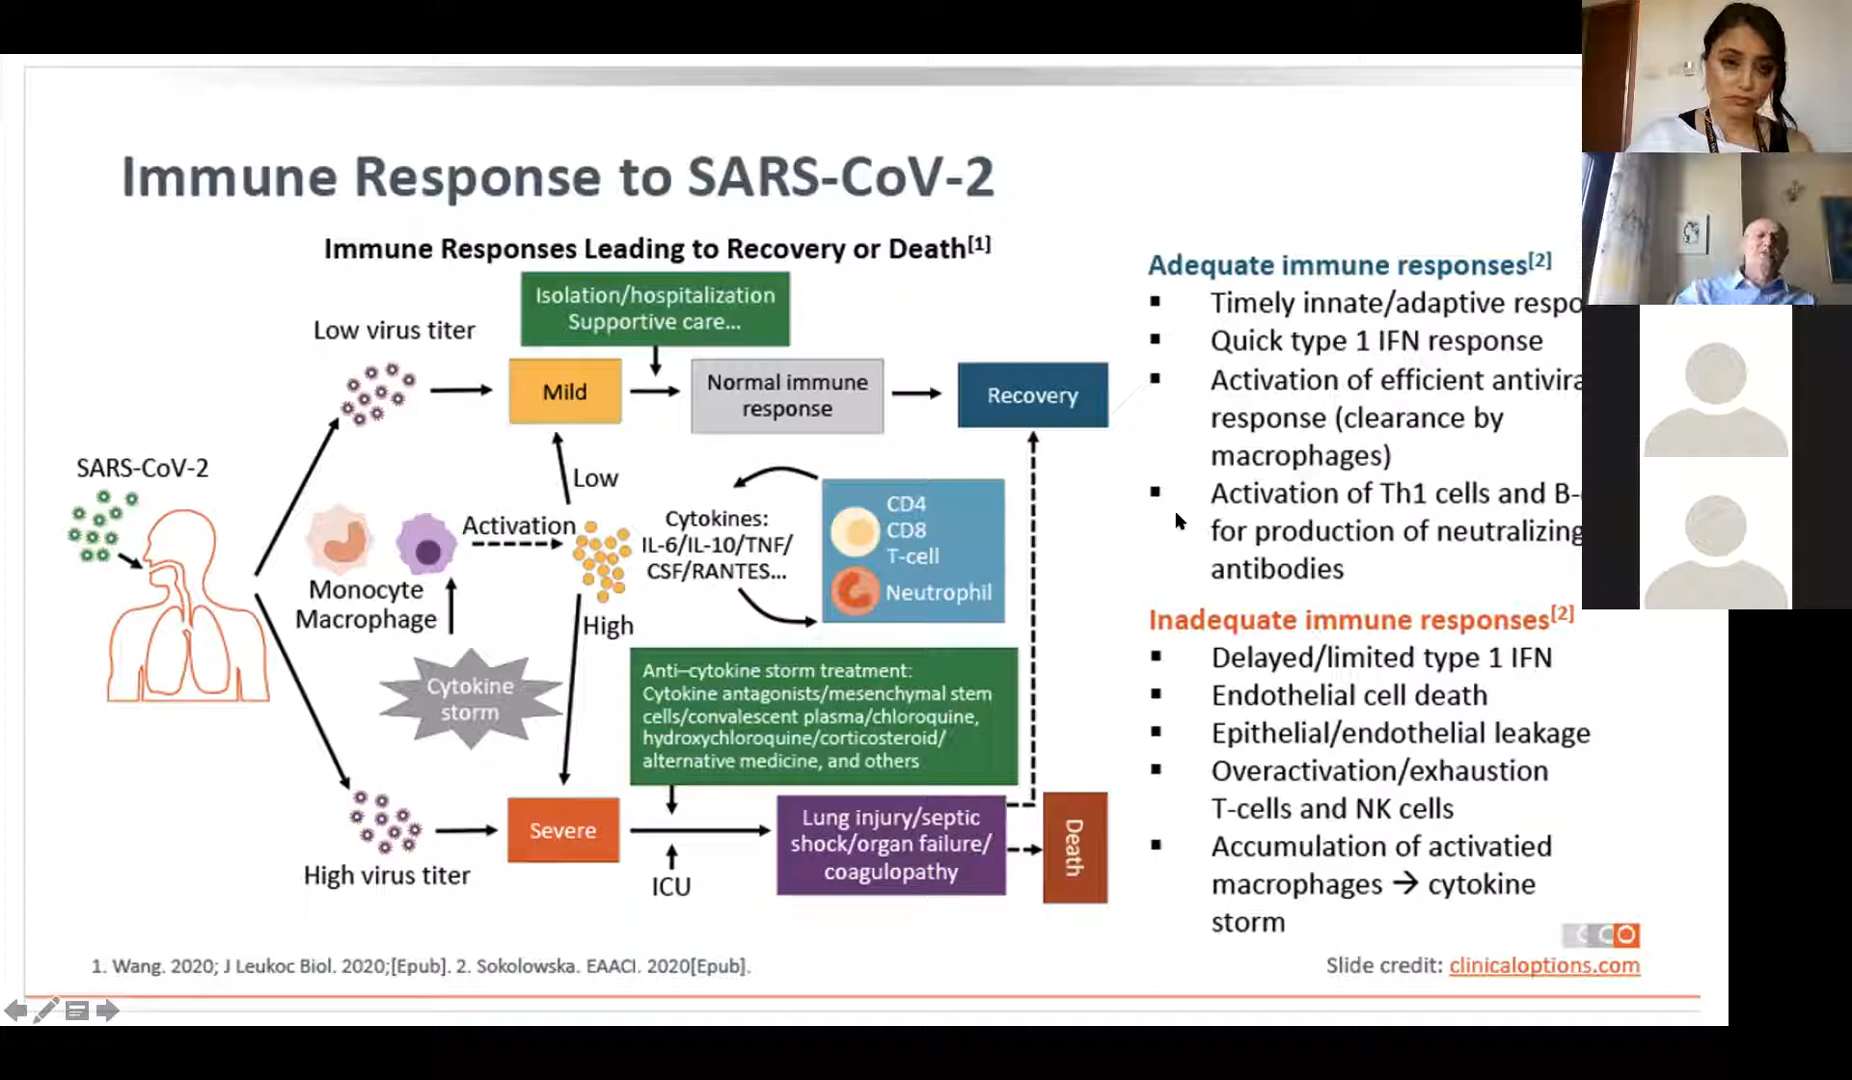 Immune Response to SARS-CoV-2
Immune Responses Leading to Recovery or Death[1]
Isolation/hospitalization
Supportive care...
Low virus titer
Mild
Normal immune
response
Recovery
SARS-CoV-2
Low
Activation
Cytokines:
IL-6/IL-10/TNF/
CSF/RANTES...
CD4
CD8
T-cell
Neutrophil
Monocyte
Macrophage
High
Cytokine
storm
Anti–cytokine storm treatment:
Cytokine antagonists/mesenchymal stem
cells/convalescent plasma/chloroquine,
hydroxychloroquine/corticosteroid/
alternative medicine, and others
Severe
Lung injury/septic
shock/organ failure/
coagulopathy
Death
High virus titer
ICU
Adequate immune responses[2]
▪ Timely innate/adaptive respo
▪ Quick type 1 IFN response
▪ Activation of efficient antivira
response (clearance by
macrophages)
▪ Activation of Th1 cells and B-
for production of neutralizing
antibodies
Inadequate immune responses[2]
▪ Delayed/limited type 1 IFN
▪ Endothelial cell death
▪ Epithelial/endothelial leakage
▪ Overactivation/exhaustion
T-cells and NK cells
▪ Accumulation of activatied
macrophages → cytokine
storm
CCO
1. Wang. 2020; J Leukoc Biol. 2020;[Epub]. 2. Sokolowska. EAACI. 2020[Epub].
Slide credit: clinicaloptions.com